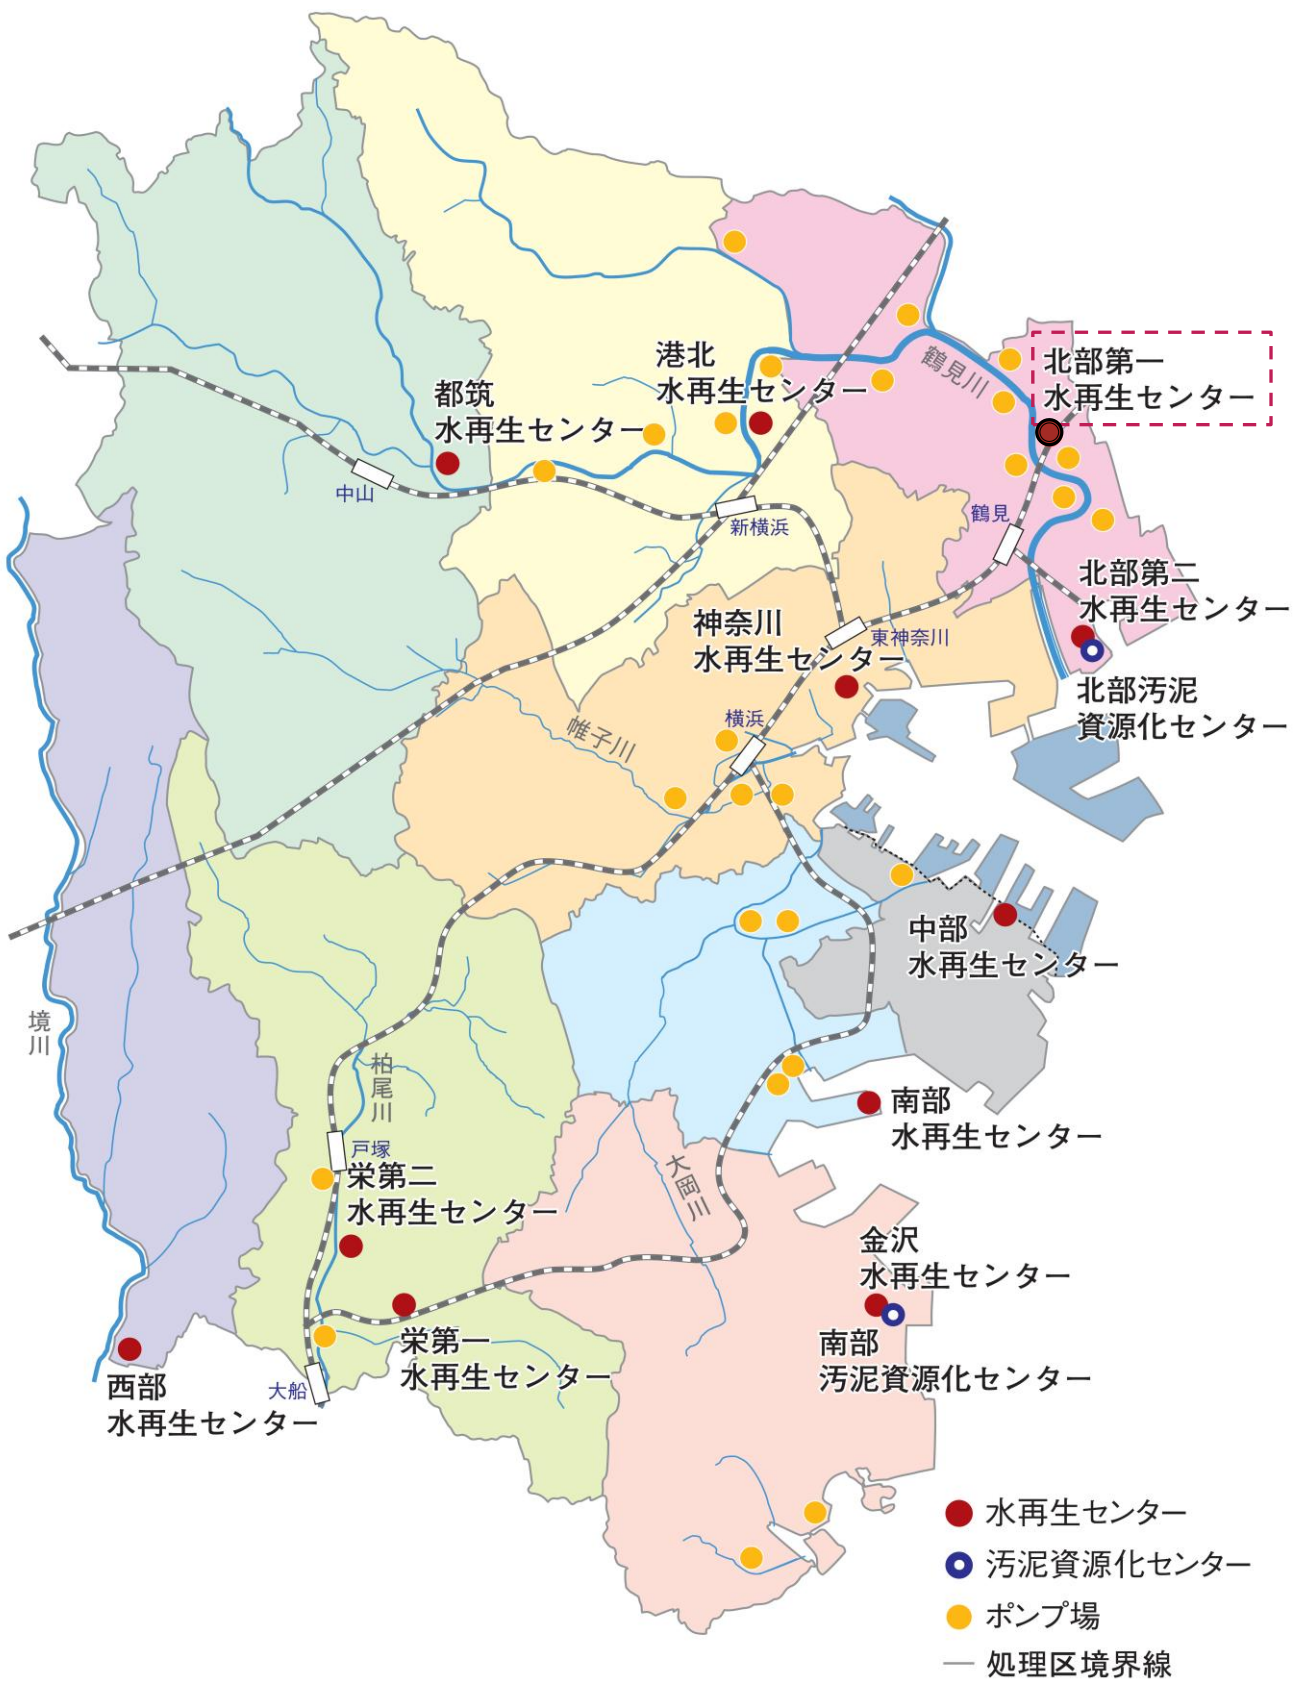 港北
水再生センター
鶴見川
北部第一
水再生センター
都筑
水再生センター
中山
新横浜
鶴見
北部第二
水再生センター
神奈川
水再生センター
東神奈川
北部汚泥
資源化センター
横浜
帷子川
中部
水再生センター
境川
柏尾川
南部
水再生センター
戸塚
栄第二
水再生センター
大岡川
金沢
水再生センター
栄第一
水再生センター
南部
汚泥資源化センター
西部
水再生センター
大船
水再生センター
汚泥資源化センター
ポンプ場
処理区境界線